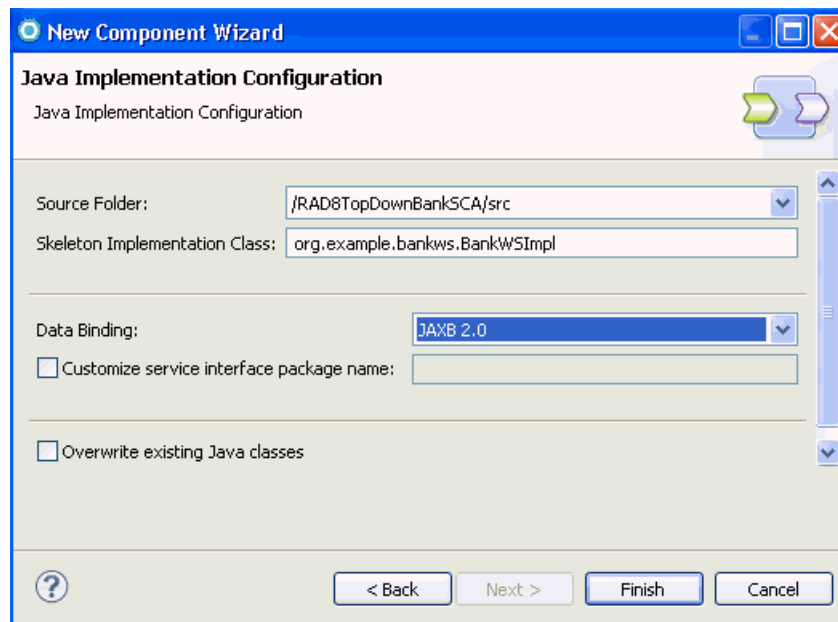 New Component Wizard
Java Implementation Configuration
Java Implementation Configuration
Source Folder: /RAD8TopDownBankSCA/src
Skeleton Implementation Class: org.example.bankws.BankWSImpl
Data Binding: JAXB 2.0
Customize service interface package name:
Overwrite existing Java classes
? < Back Next > Finish Cancel